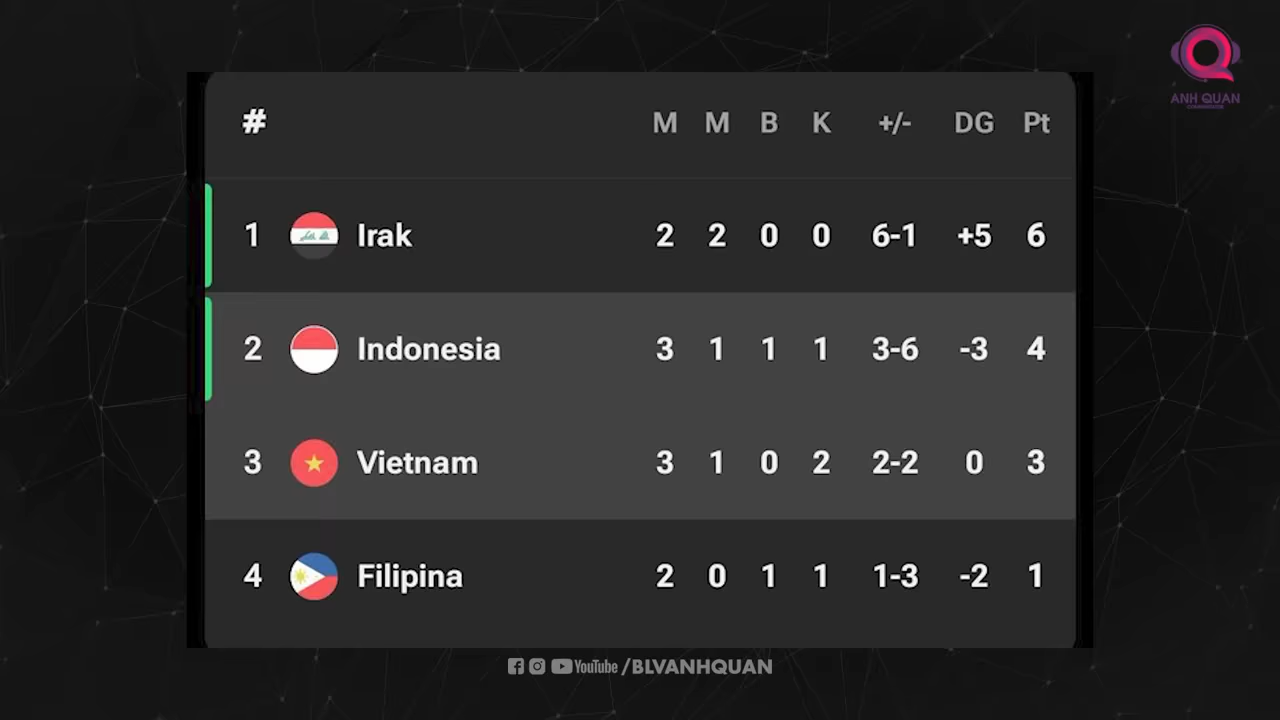 ANH QUAN
# M M B K +/- DG Pt
1 Irak 2 2 0 0 6-1 +5 6
2 Indonesia 3 1 1 1 3-6 -3 4
3 Vietnam 3 1 0 2 2-2 0 3
4 Filipina 2 0 1 1 1-3 -2 1
YouTube /BLVANHQUAN